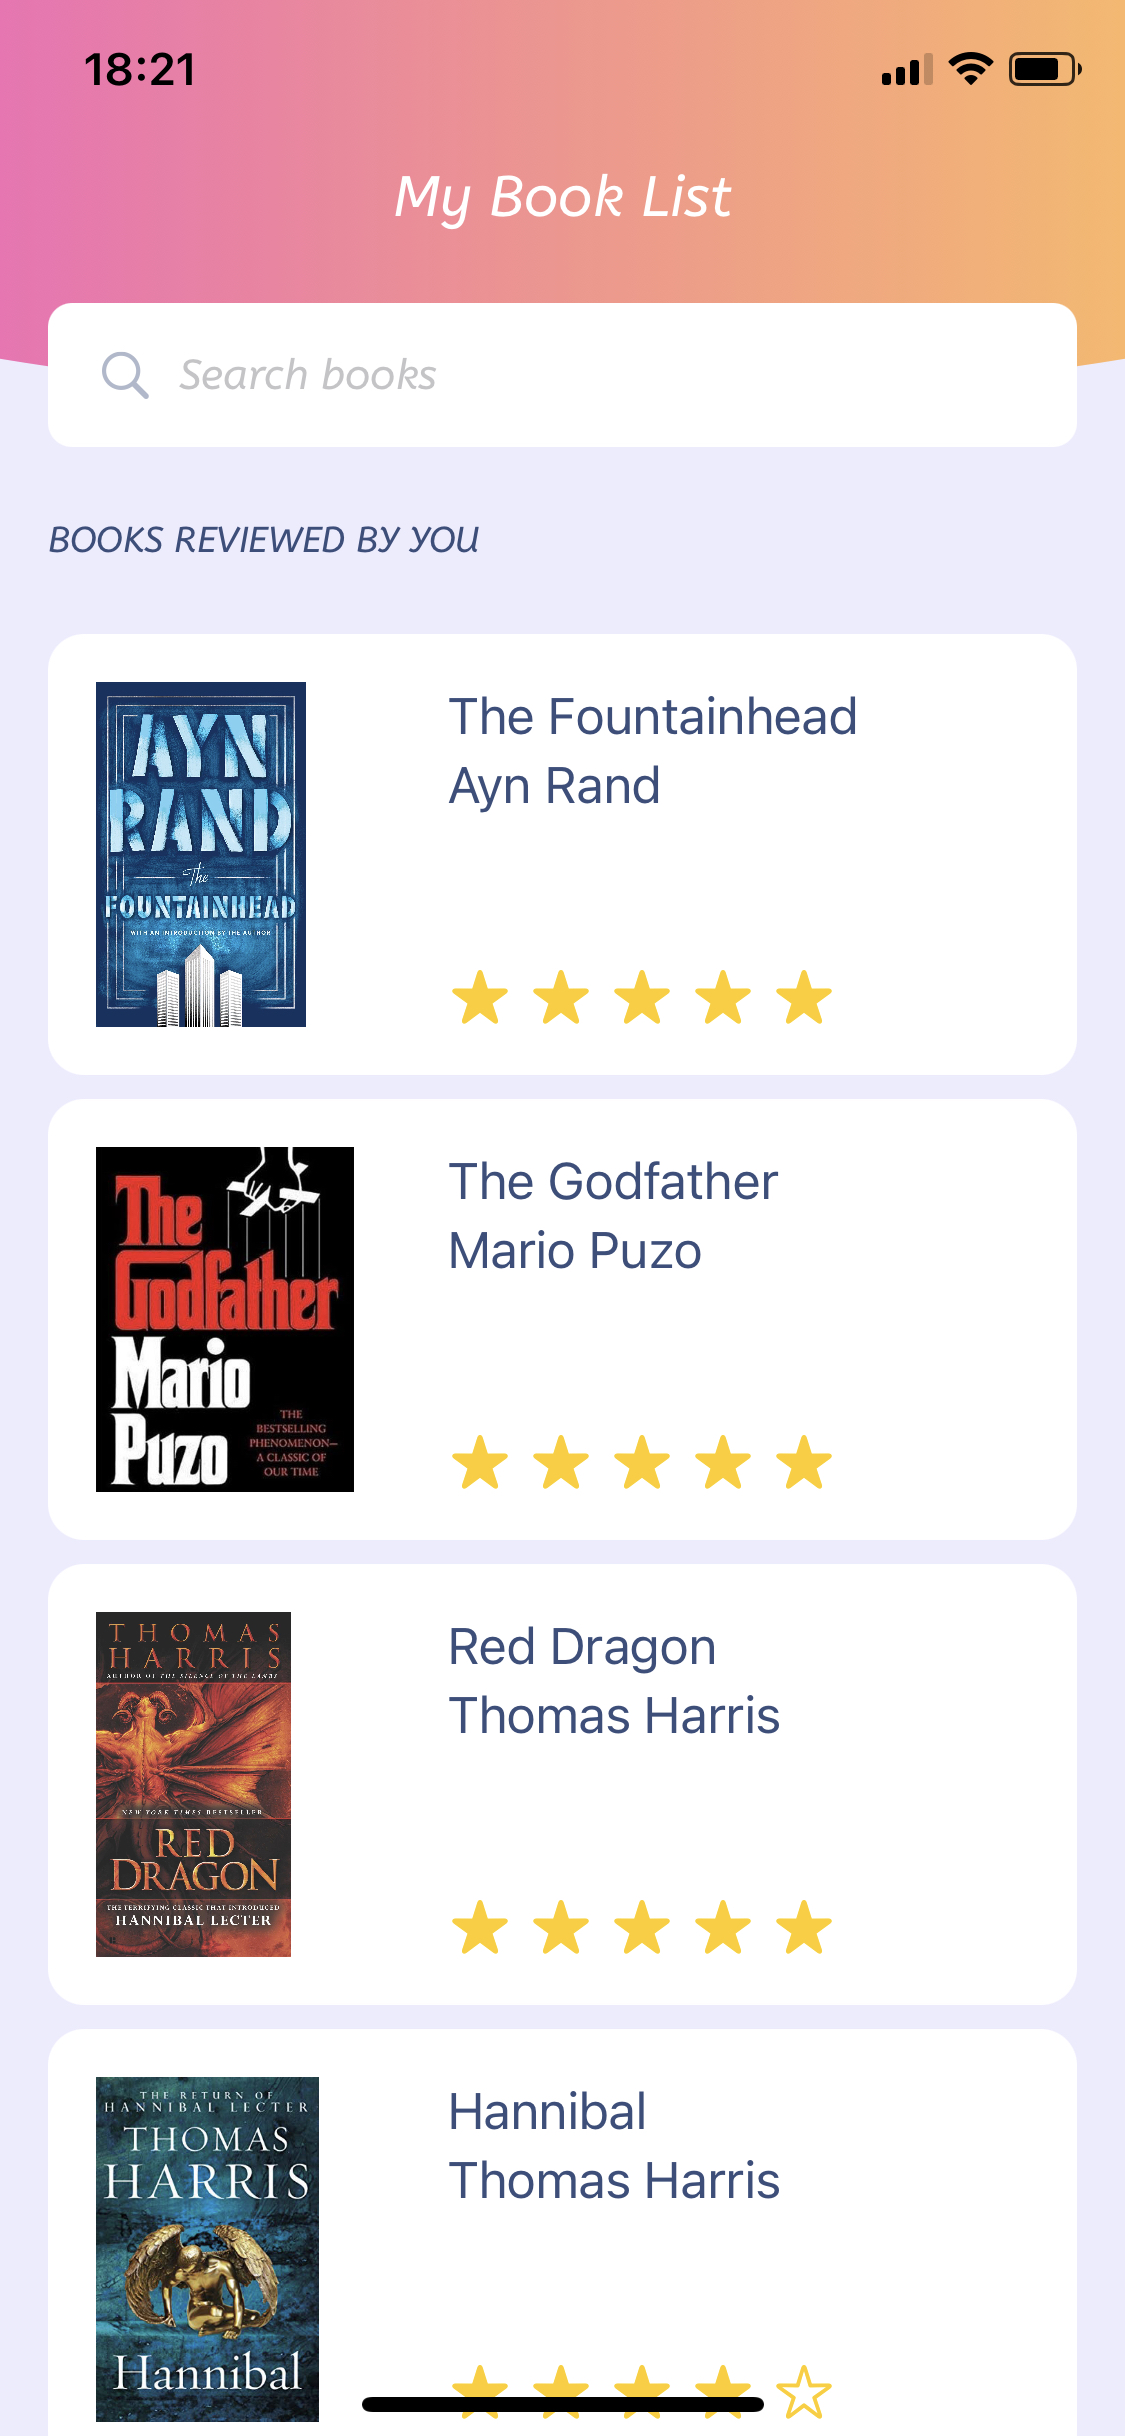 18:21
My Book List
Search books
BOOKS REVIEWED BY YOU
AYN
RAND
The
FOUNTAINHEAD
WITH AN INTRODUCTION BY THE AUTHOR
The Fountainhead
Ayn Rand
The
Godfather
Mario
Puzo
THE
BESTSELLING
PHENOMENON—
A CLASSIC OF
OUR TIME
The Godfather
Mario Puzo
THOMAS
HARRIS
AUTHOR OF THE SILENCE OF THE LAMBS
NEW YORK TIMES BESTSELLER
RED
DRAGON
THE TERRIFYING CLASSIC THAT INTRODUCED
HANNIBAL LECTER
Red Dragon
Thomas Harris
THE RETURN OF
HANNIBAL LECTER
THOMAS
HARRIS
Hannibal
Hannibal
Thomas Harris